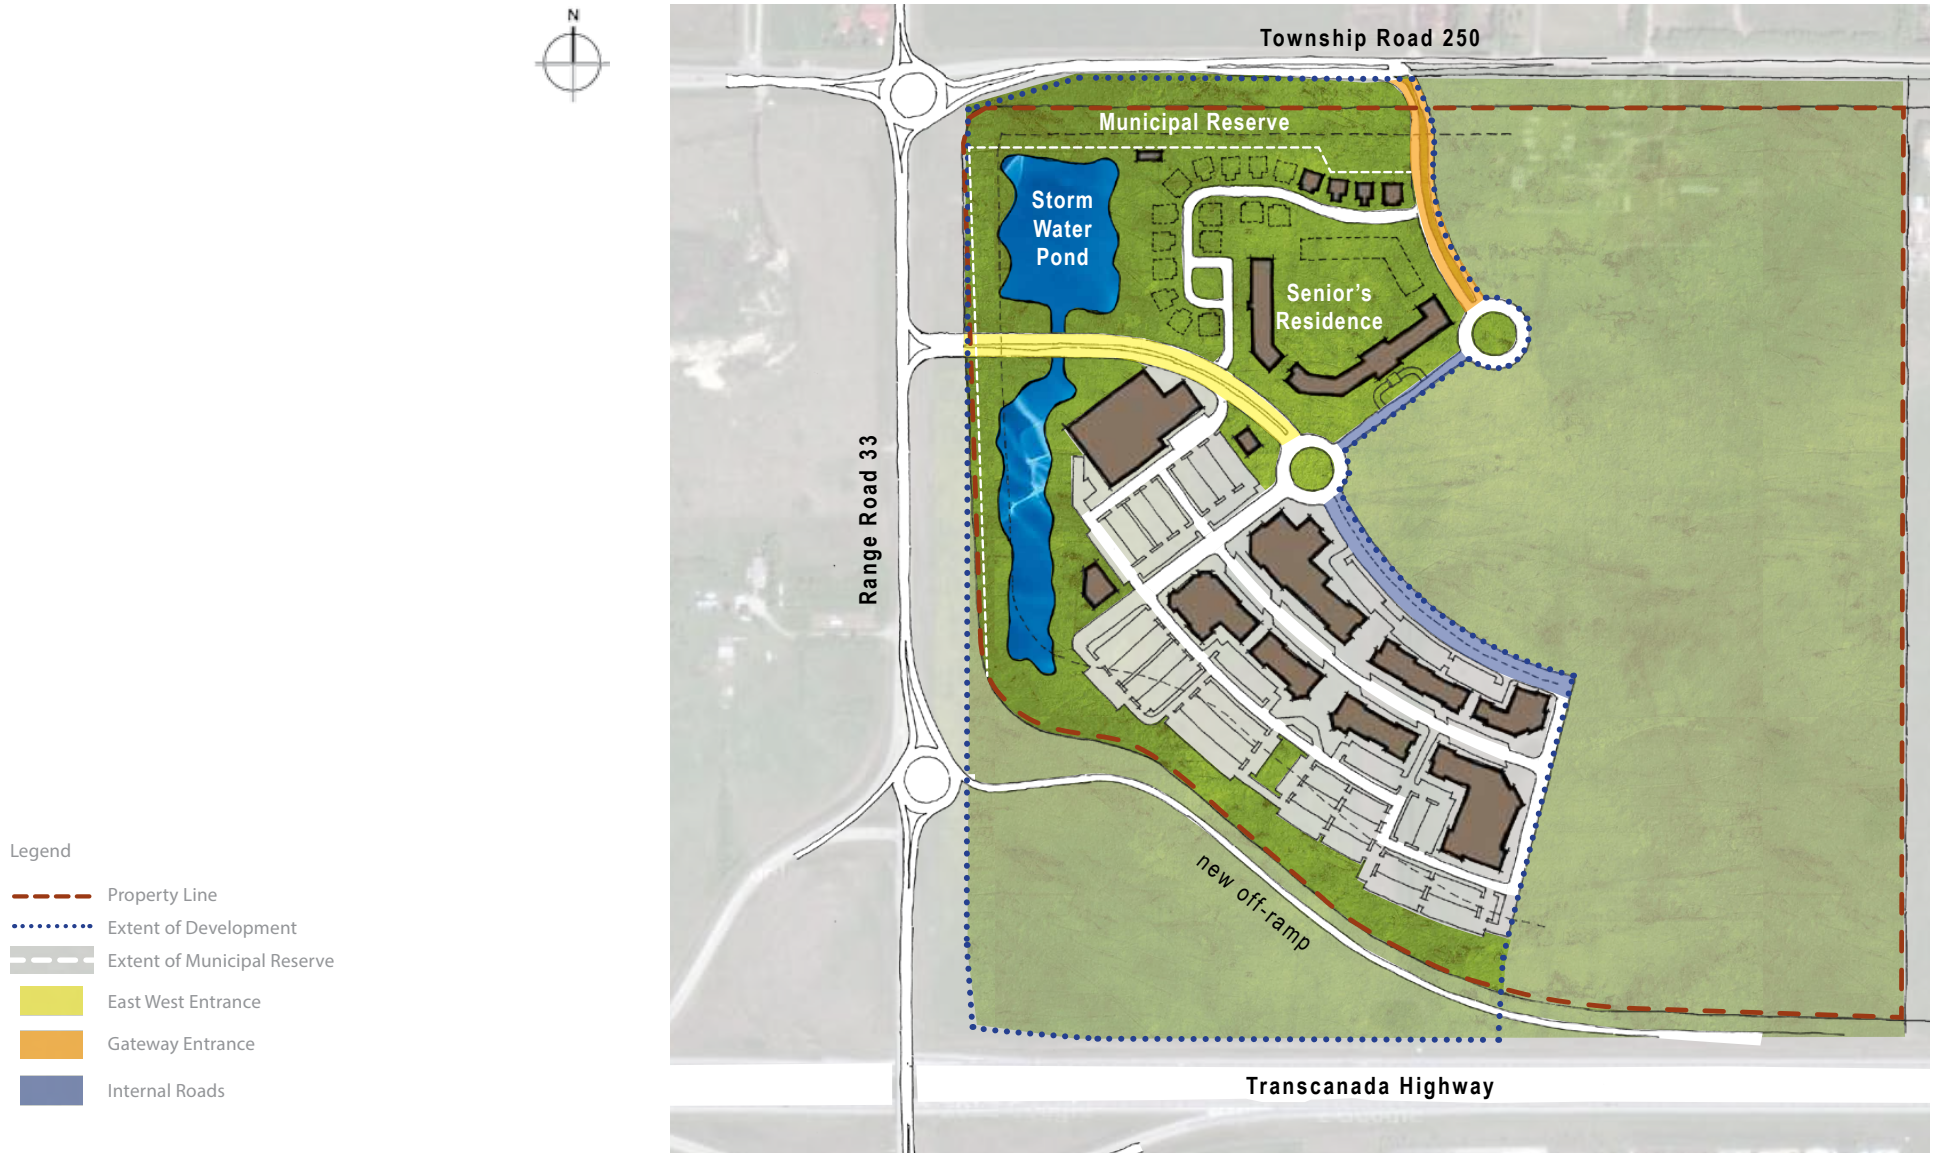 N
Township Road 250
Municipal Reserve
Storm
Water
Pond
Senior's
Residence
Range Road 33
new off-ramp
Transcanada Highway
Legend
Property Line
Extent of Development
Extent of Municipal Reserve
East West Entrance
Gateway Entrance
Internal Roads